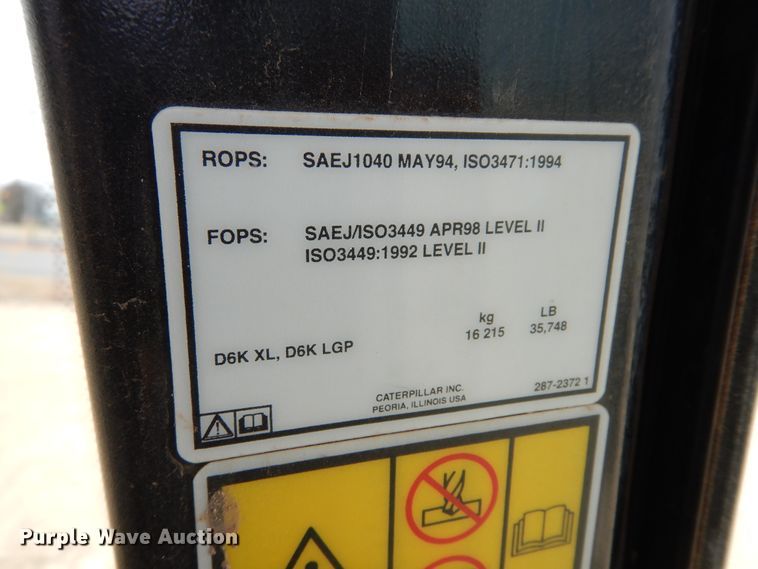 ROPS: SAEJ1040 MAY94, ISO3471:1994
FOPS: SAEJ/ISO3449 APR98 LEVEL II
ISO3449:1992 LEVEL II
kg LB
16 215 35,748
D6K XL, D6K LGP
287-2372 1
CATERPILLAR INC.
PEORIA, ILLINOIS USA
Purple Wave Auction